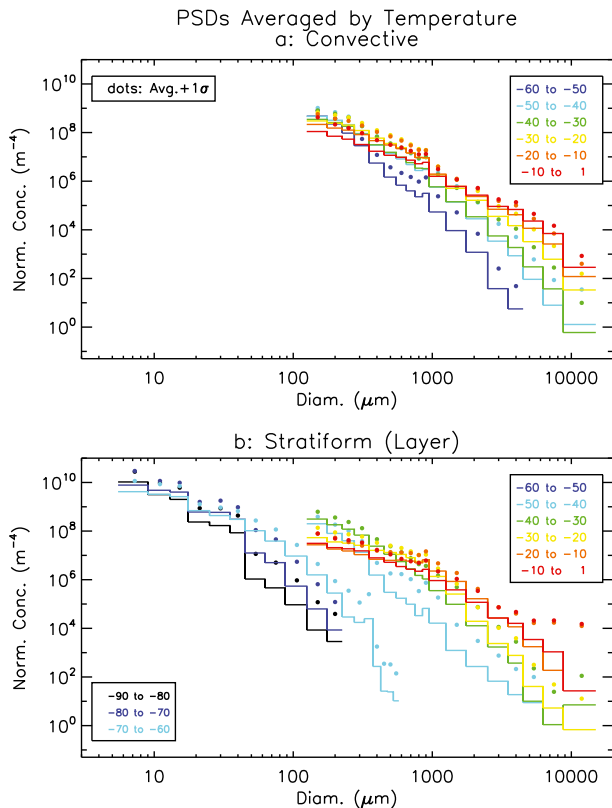 PSDs Averaged by Temperature
a: Convective
dots: Avg.+1σ
-60 to -50
-50 to -40
-40 to -30
-30 to -20
-20 to -10
-10 to 1
10^10
10^8
10^6
10^4
10^2
10^0
Norm. Conc. (m^-4)
10 100 1000 10000
Diam. (μm)
b: Stratiform (Layer)
-60 to -50
-50 to -40
-40 to -30
-30 to -20
-20 to -10
-10 to 1
10^10
10^8
10^6
10^4
10^2
10^0
Norm. Conc. (m^-4)
-90 to -80
-80 to -70
-70 to -60
10 100 1000 10000
Diam. (μm)